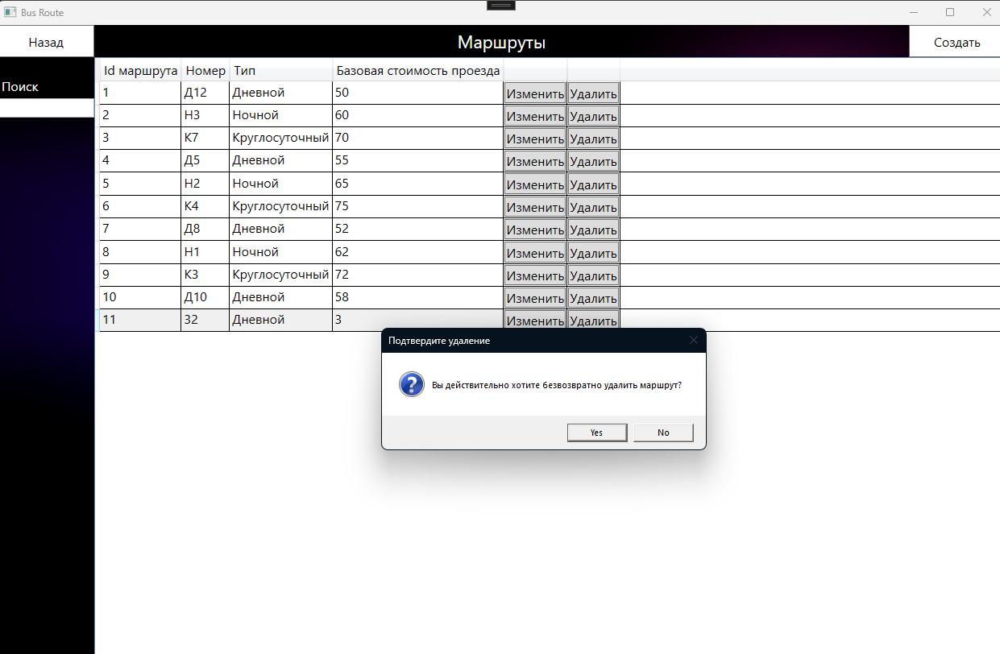 Bus Route
Назад
Маршруты
Создать
Поиск
Id маршрута Номер Тип Базовая стоимость проезда
1 Д12 Дневной 50 Изменить Удалить
2 Н3 Ночной 60 Изменить Удалить
3 К7 Круглосуточный 70 Изменить Удалить
4 Д5 Дневной 55 Изменить Удалить
5 Н2 Ночной 65 Изменить Удалить
6 К4 Круглосуточный 75 Изменить Удалить
7 Д8 Дневной 52 Изменить Удалить
8 Н1 Ночной 62 Изменить Удалить
9 К3 Круглосуточный 72 Изменить Удалить
10 Д10 Дневной 58 Изменить Удалить
11 32 Дневной 3 Изменить Удалить
Подтвердите удаление
Вы действительно хотите безвозвратно удалить маршрут?
Yes No